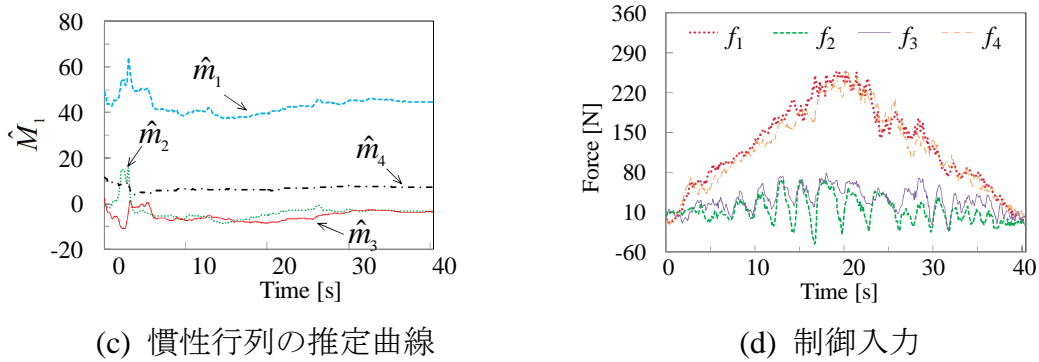 80
60
40
20
0
-20
M̂₁
m̂₁
m̂₂
m̂₄
m̂₃
0 10 20 30 40
Time [s]
(c) 慣性行列の推定曲線
360
290
220
150
80
10
-60
Force [N]
f₁ f₂ f₃ f₄
0 10 20 30 40
Time [s]
(d) 制御入力